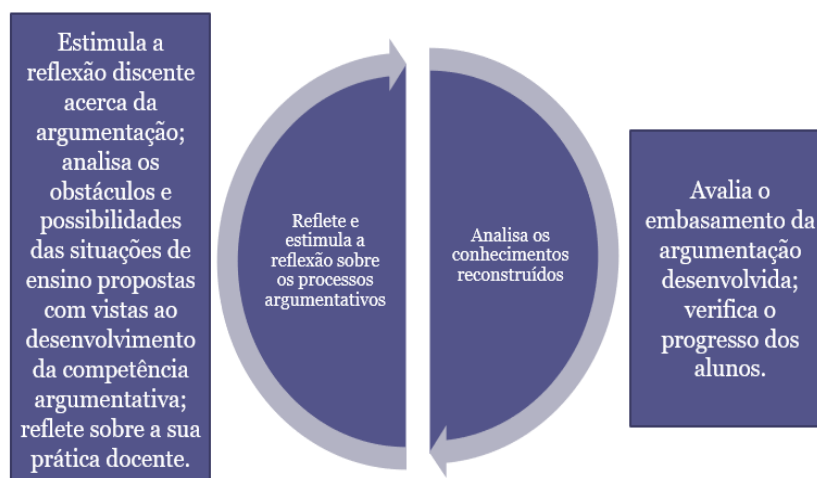 Estimula a
reflexão discente
acerca da
argumentação;
analisa os
obstáculos e
possibilidades
das situações de
ensino propostas
com vistas ao
desenvolvimento
da competência
argumentativa;
reflete sobre a sua
prática docente.
Reflete e
estimula a
reflexão sobre
os processos
argumentativos
Analisa os
conhecimentos
reconstruídos
Avalia o
embasamento da
argumentação
desenvolvida;
verifica o
progresso dos
alunos.